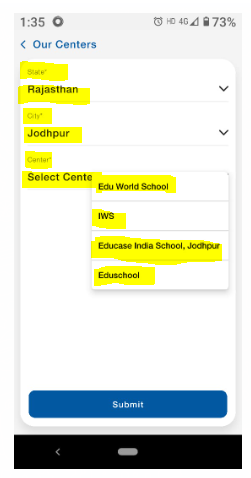 1:35 HD 4G 73%
< Our Centers
State*
Rajasthan
City*
Jodhpur
Center*
Select Cente
Edu World School
IWS
Educase India School, Jodhpur
Eduschool
Submit